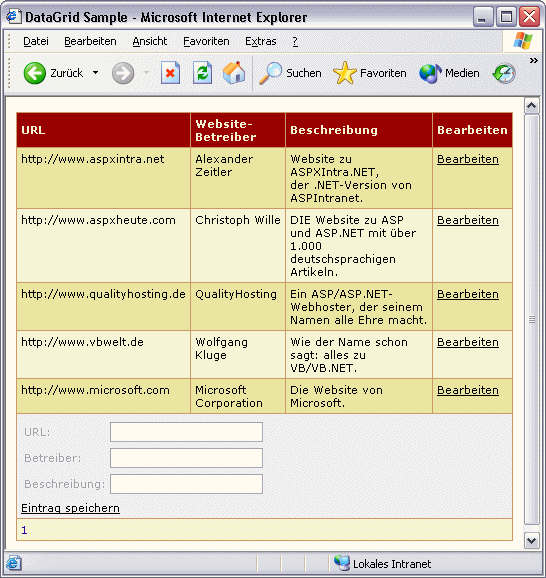 DataGrid Sample - Microsoft Internet Explorer
Datei Bearbeiten Ansicht Favoriten Extras ?
Zurück Suchen Favoriten Medien
URL
Website-
Betreiber
Beschreibung
Bearbeiten
http://www.aspxintra.net
Alexander
Zeitler
Website zu
ASPXIntra.NET,
der .NET-Version von
ASPIntranet.
Bearbeiten
http://www.aspxheute.com
Christoph Wille
DIE Website zu ASP
und ASP.NET mit über
1.000
deutschsprachigen
Artikeln.
Bearbeiten
http://www.qualityhosting.de
QualityHosting
Ein ASP/ASP.NET-
Webhoster, der seinem
Namen alle Ehre macht.
Bearbeiten
http://www.vbwelt.de
Wolfgang
Kluge
Wie der Name schon
sagt: alles zu
VB/VB.NET.
Bearbeiten
http://www.microsoft.com
Microsoft
Corporation
Die Website von
Microsoft.
Bearbeiten
URL:
Betreiber:
Beschreibung:
Eintrag speichern
1
Lokales Intranet